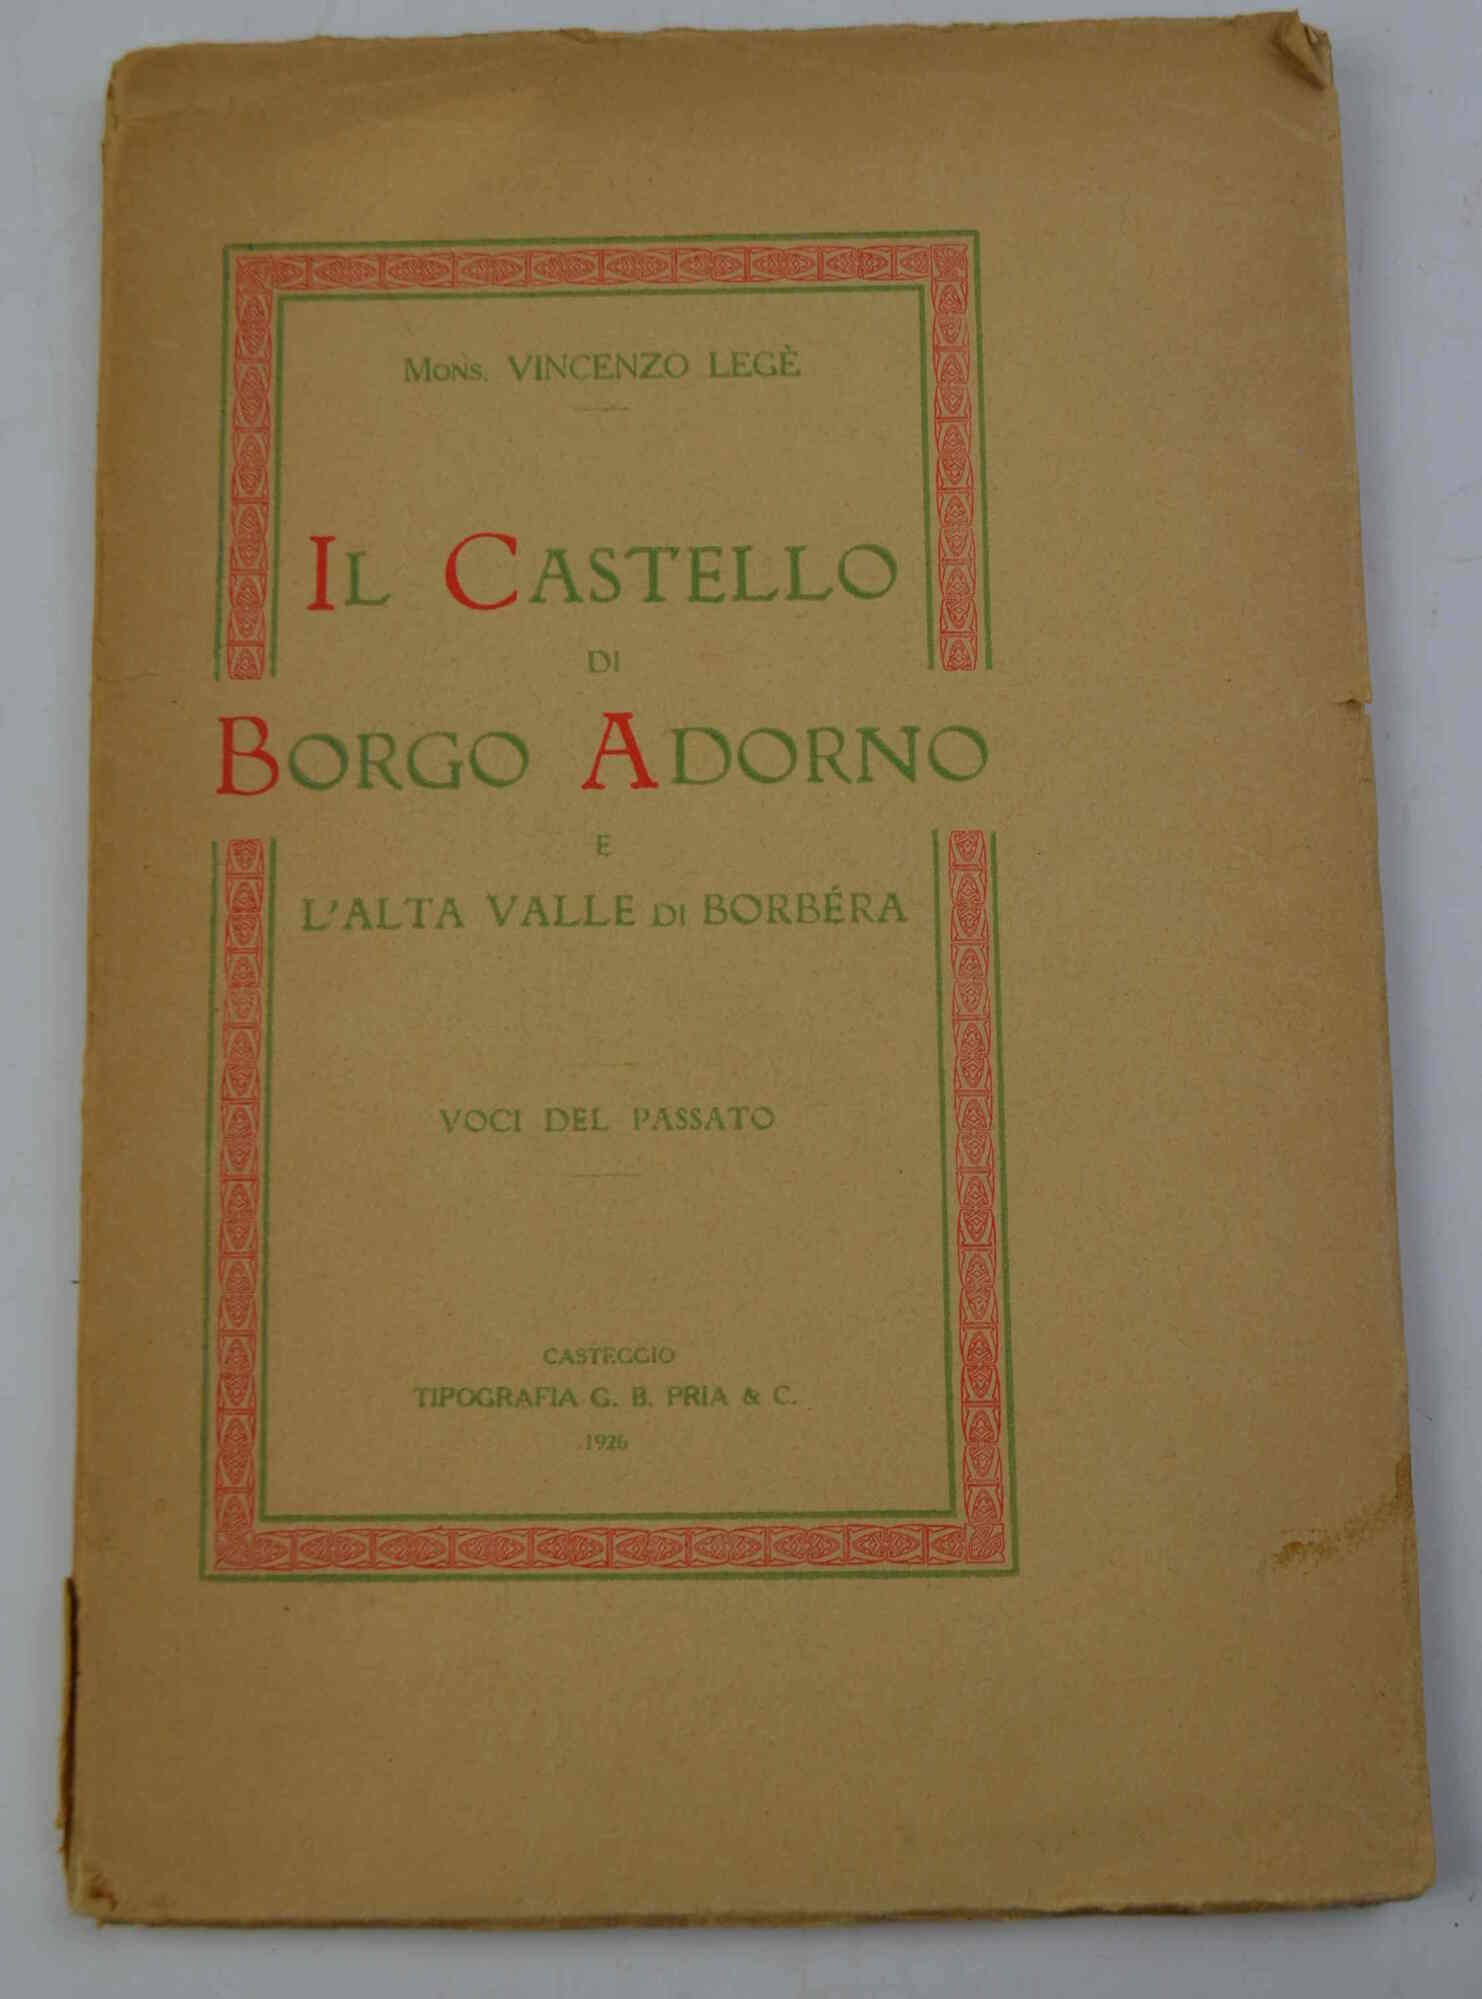 Mons. VINCENZO LEGÈ
IL CASTELLO
DI
BORGO ADORNO
E
L'ALTA VALLE DI BORBÉRA
VOCI DEL PASSATO
CASTEGGIO
TIPOGRAFIA G. B. PRIA & C.
1926